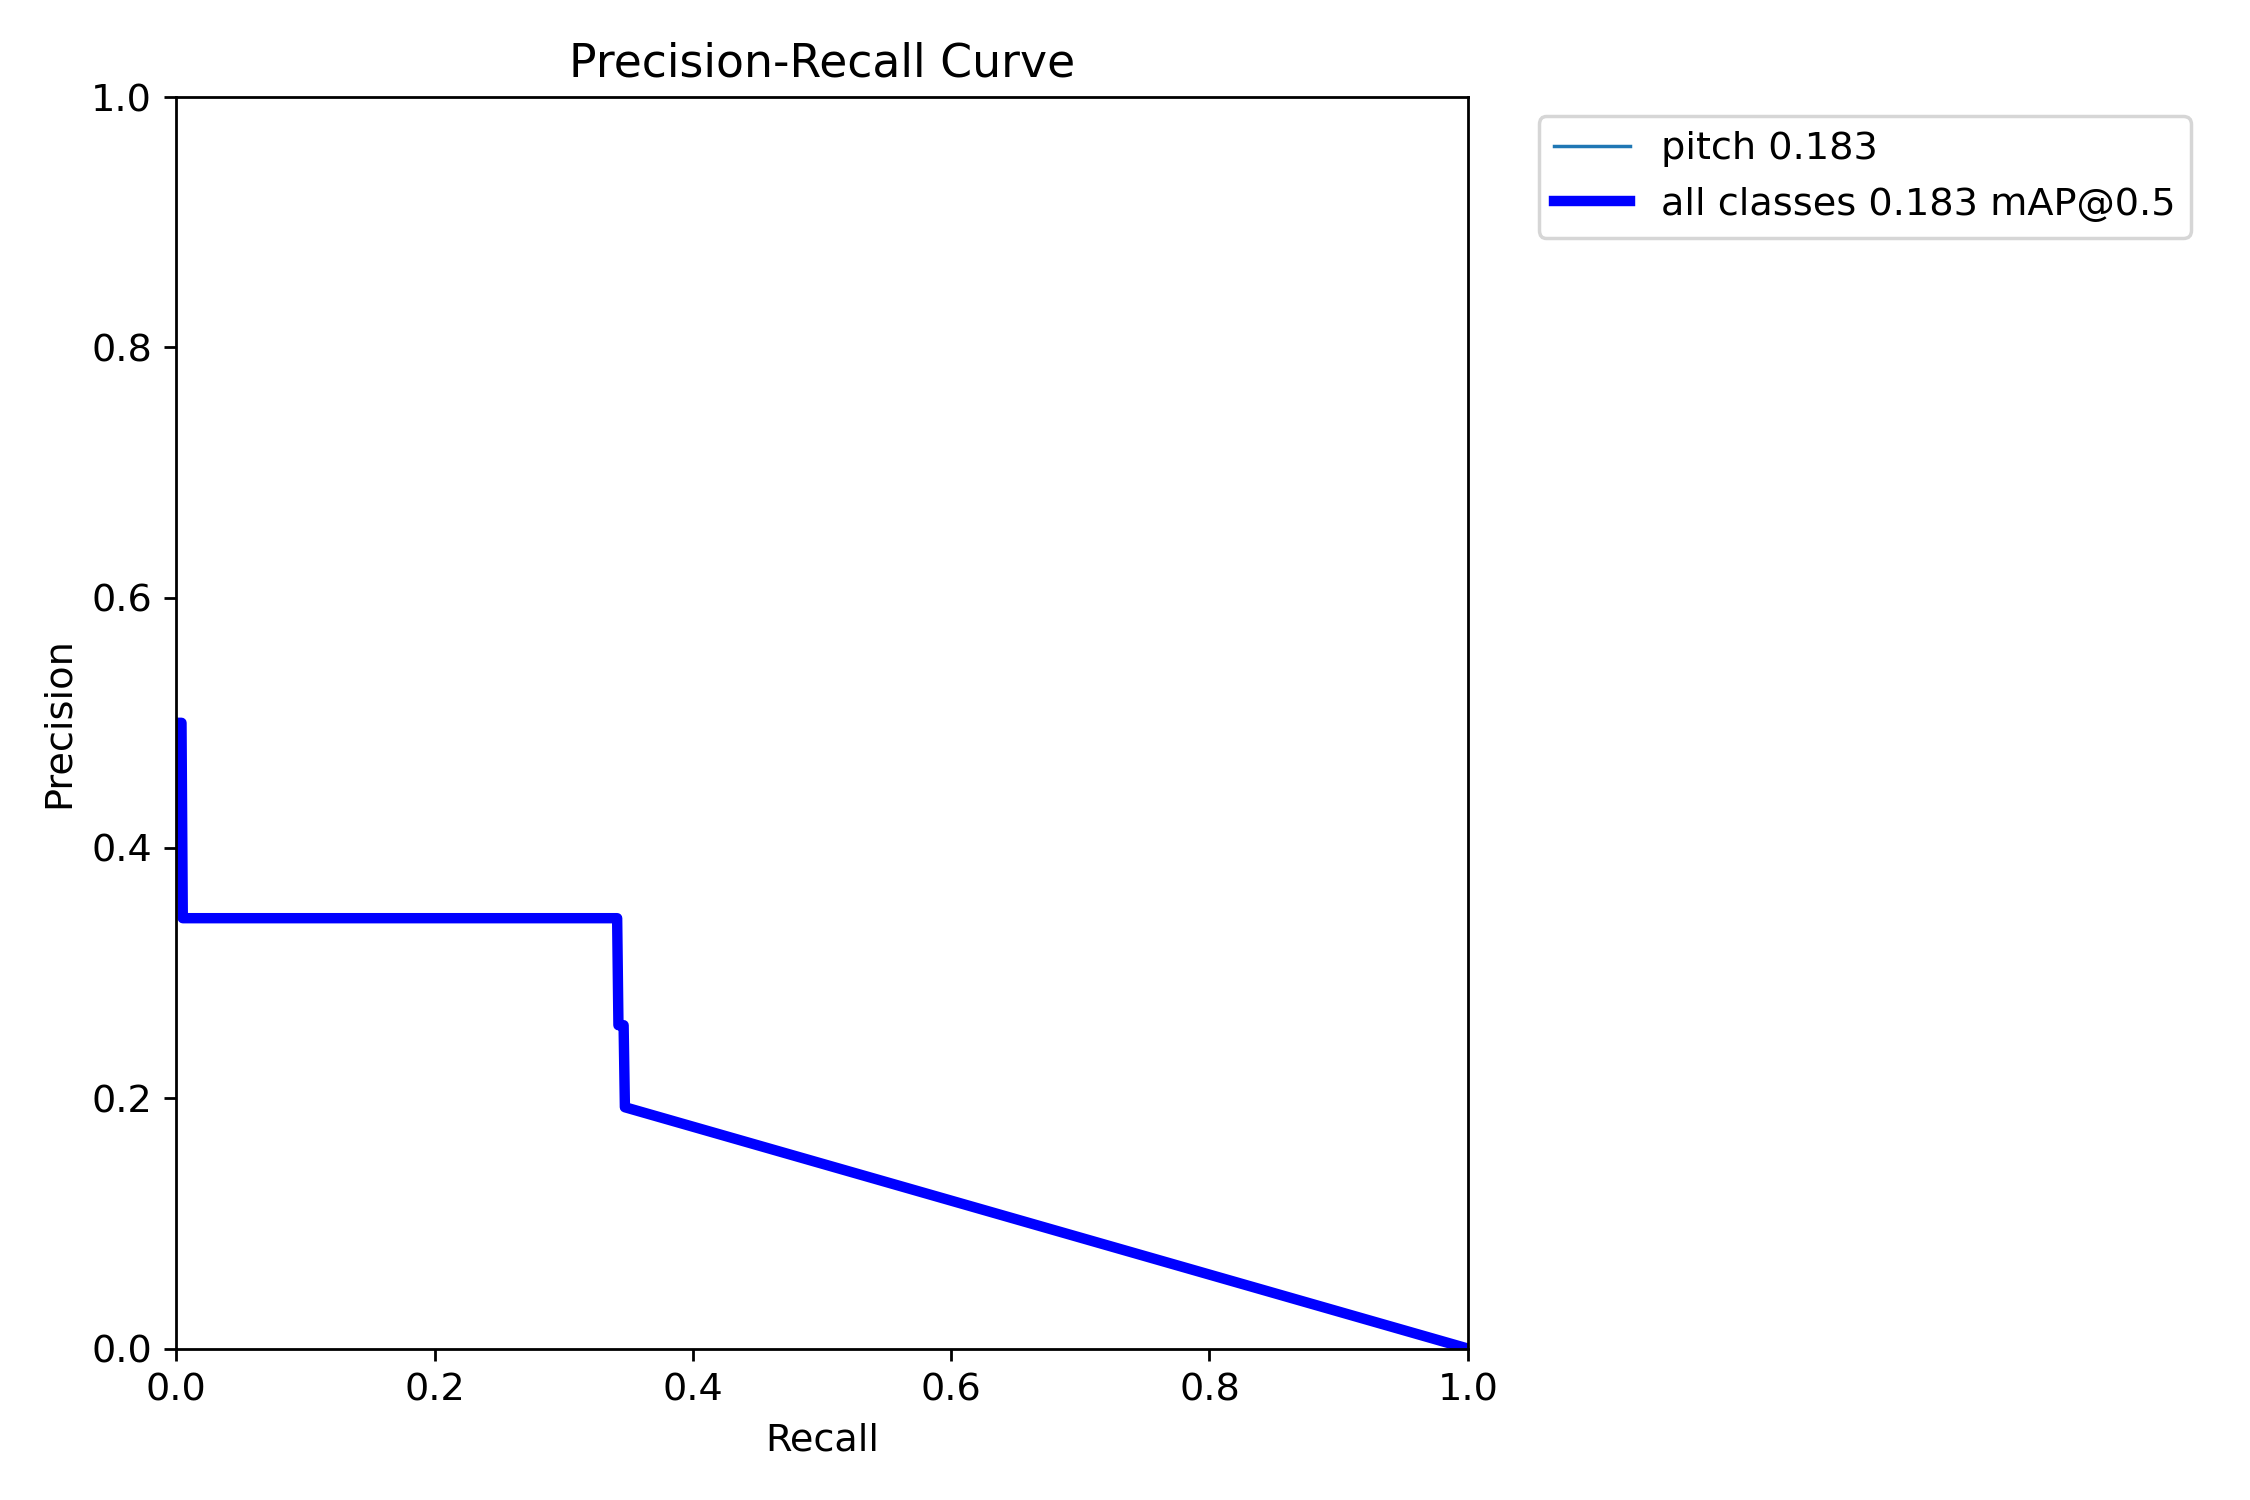 Precision-Recall Curve
1.0
0.8
0.6
0.4
0.2
0.0
Precision
0.0 0.2 0.4 0.6 0.8 1.0
Recall
pitch 0.183
all classes 0.183 mAP@0.5